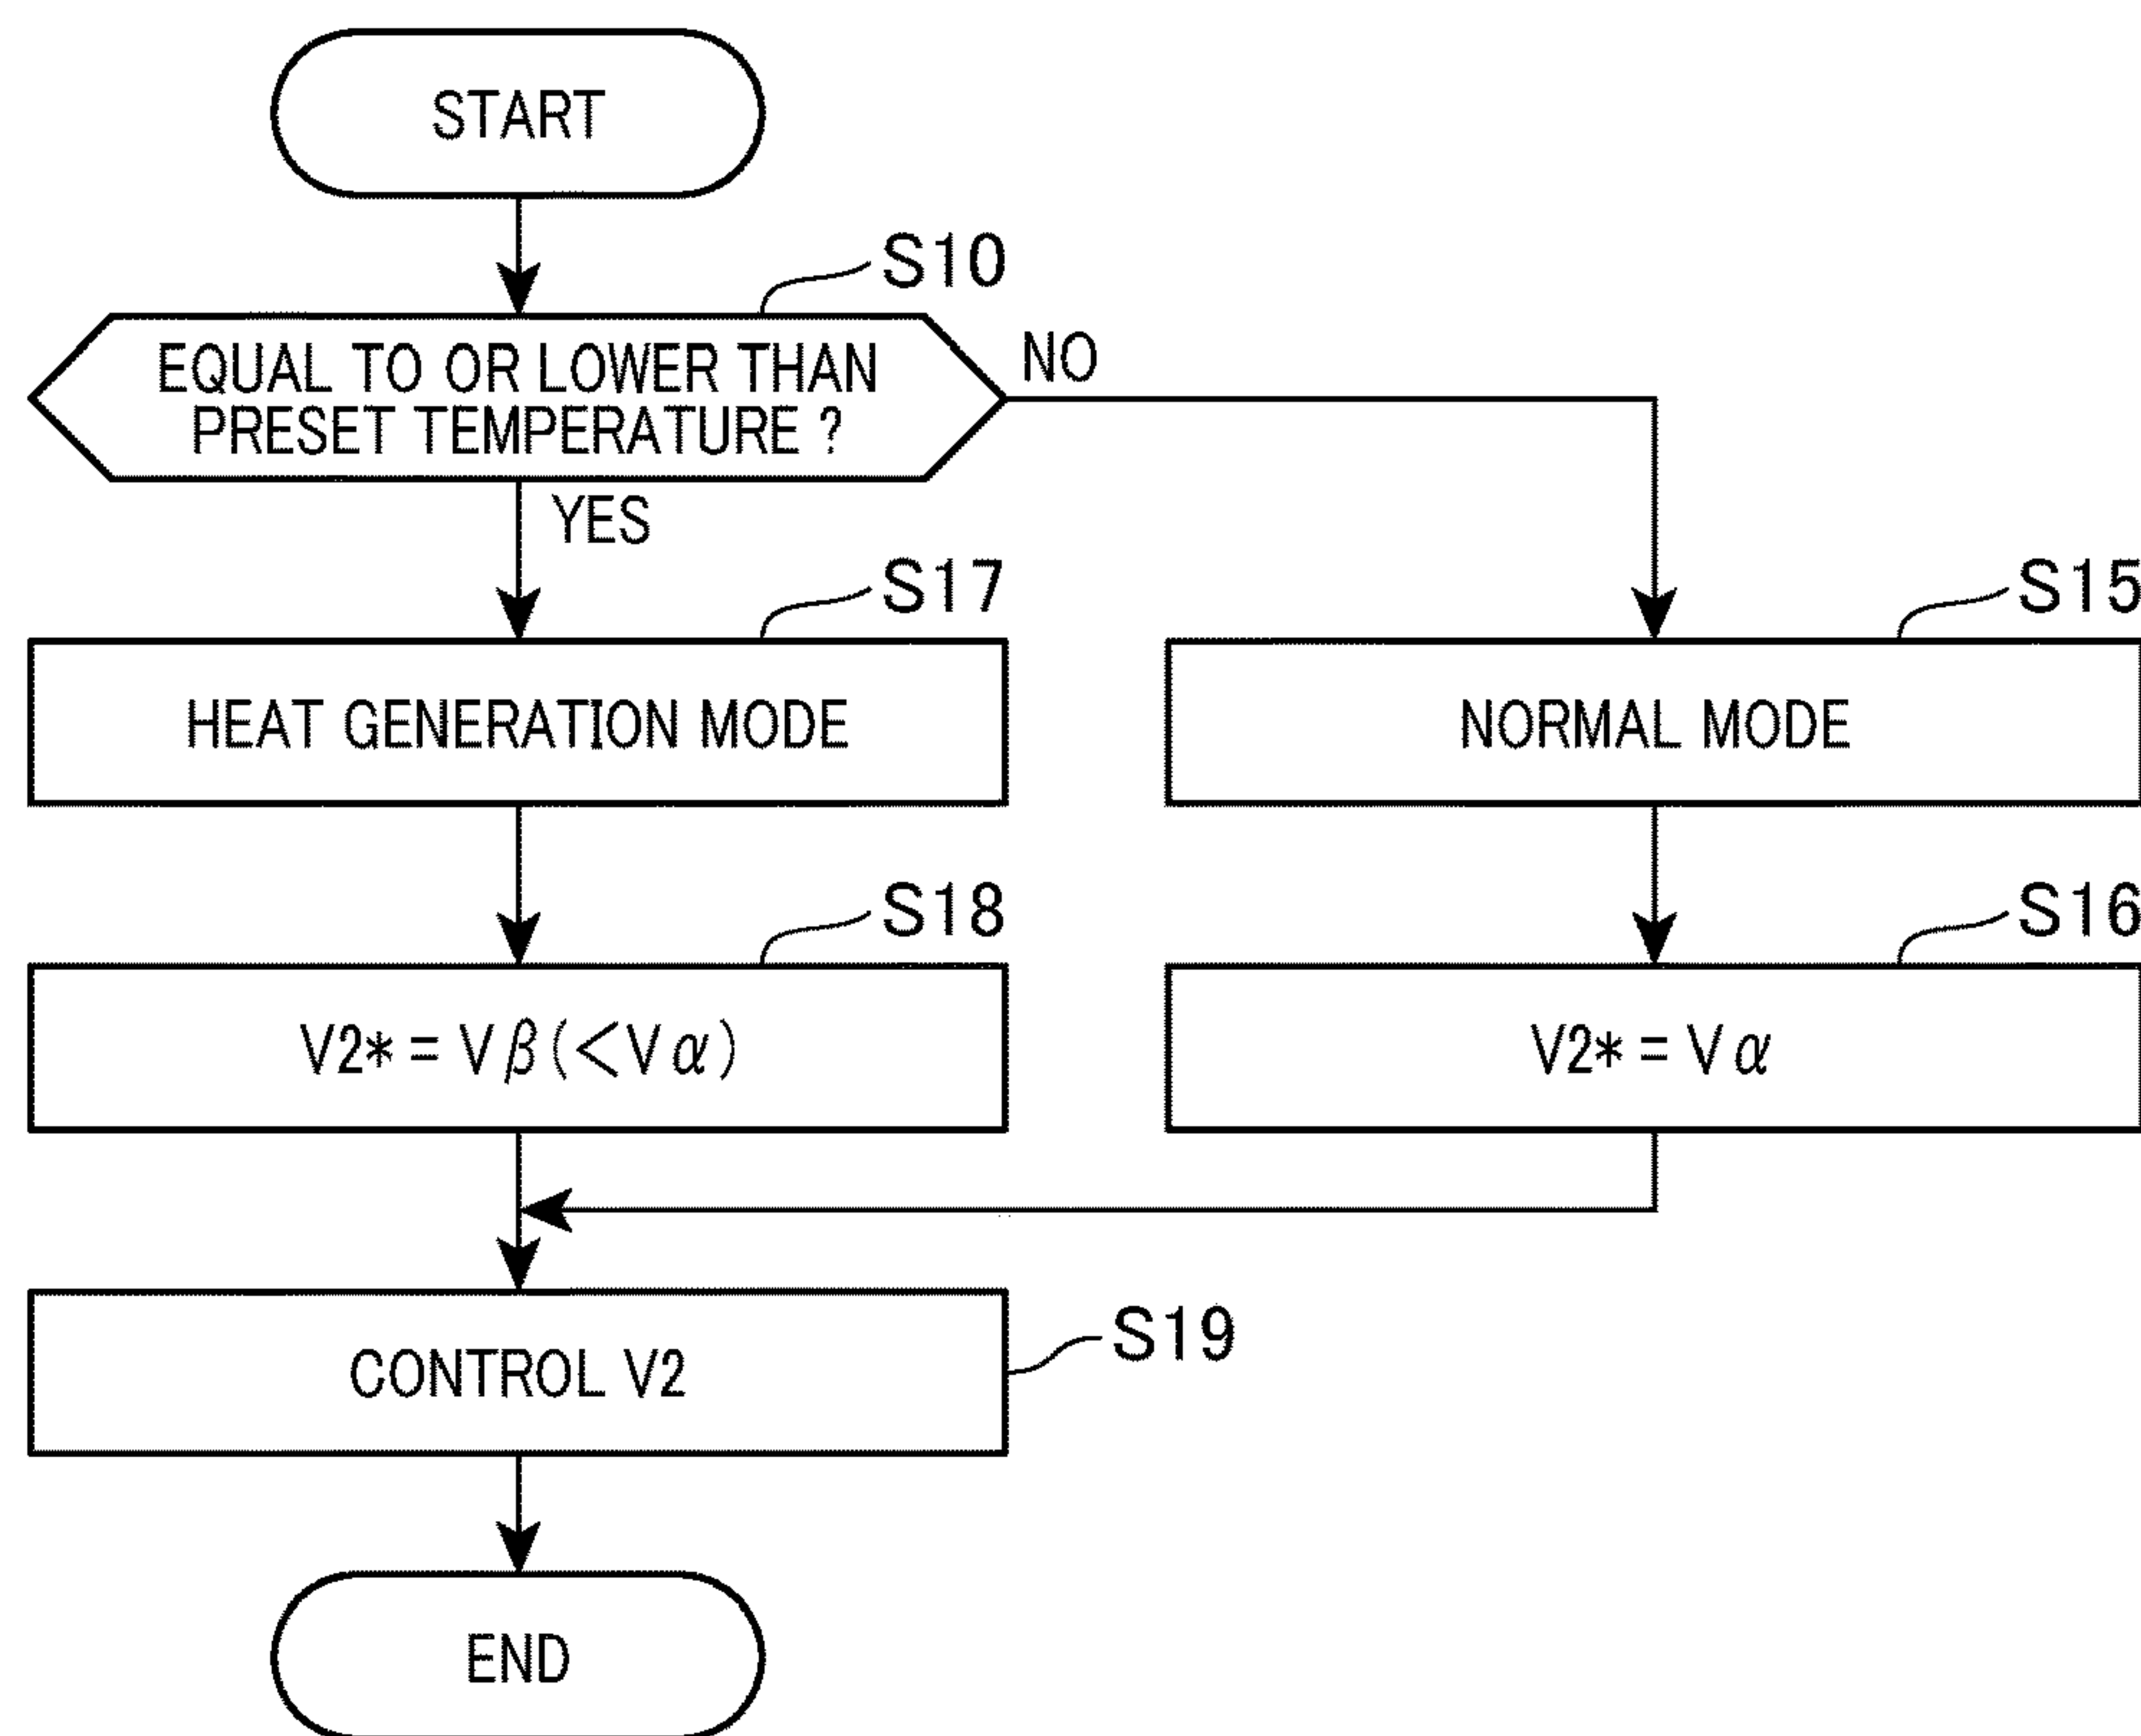 START
S10
EQUAL TO OR LOWER THAN
PRESET TEMPERATURE ?
NO
YES
S17
S15
HEAT GENERATION MODE
NORMAL MODE
S18
S16
V2* = Vβ(<Vα)
V2* = Vα
CONTROL V2
S19
END